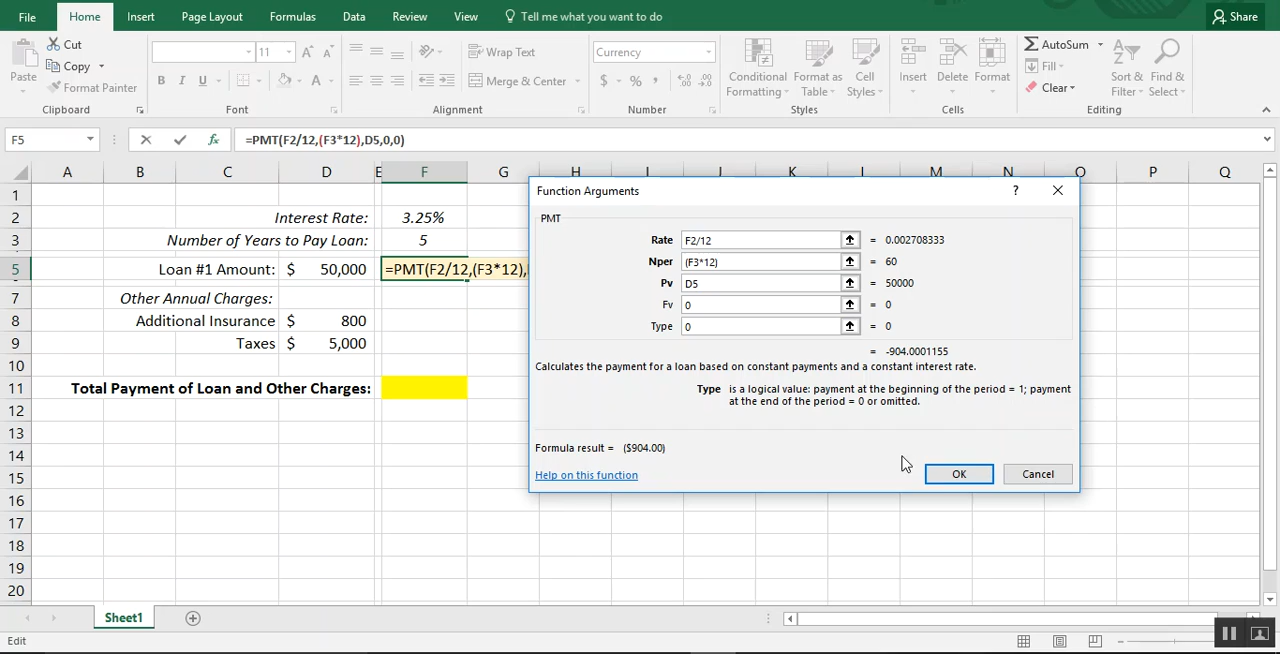 File Home Insert Page Layout Formulas Data Review View Tell me what you want to do Share
Cut
Copy
Format Painter
Paste
11
A A
B I U A
Wrap Text
Merge & Center
Currency
$ % ,
Conditional Formatting
Format as Table
Cell Styles
Insert Delete Format
AutoSum
Fill
Clear
Sort & Filter
Find & Select
Clipboard Font Alignment Number Styles Cells Editing
F5 fx =PMT(F2/12,(F3*12),D5,0,0)
A B C D E F G H I J K L M N O P Q
1
2 Interest Rate: 3.25%
3 Number of Years to Pay Loan: 5
5 Loan #1 Amount: $ 50,000 =PMT(F2/12,(F3*12),
7 Other Annual Charges:
8 Additional Insurance $ 800
9 Taxes $ 5,000
10
11 Total Payment of Loan and Other Charges:
12
13
14
15
16
17
18
19
20
Function Arguments ?
PMT
Rate F2/12 = 0.002708333
Nper (F3*12) = 60
Pv D5 = 50000
Fv 0 = 0
Type 0 = 0
= -904.0001155
Calculates the payment for a loan based on constant payments and a constant interest rate.
Type is a logical value: payment at the beginning of the period = 1; payment
at the end of the period = 0 or omitted.
Formula result = ($904.00)
Help on this function OK Cancel
Sheet1
Edit